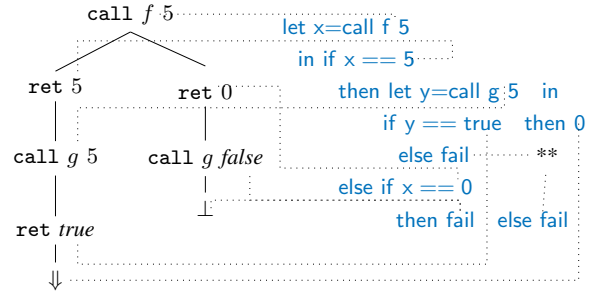 call f 5
let x=call f 5
in if x == 5
ret 5
ret 0
then let y=call g 5 in
if y == true then 0
call g 5
call g false
else fail
**
else if x == 0
⊥
then fail
else fail
ret true
⇓